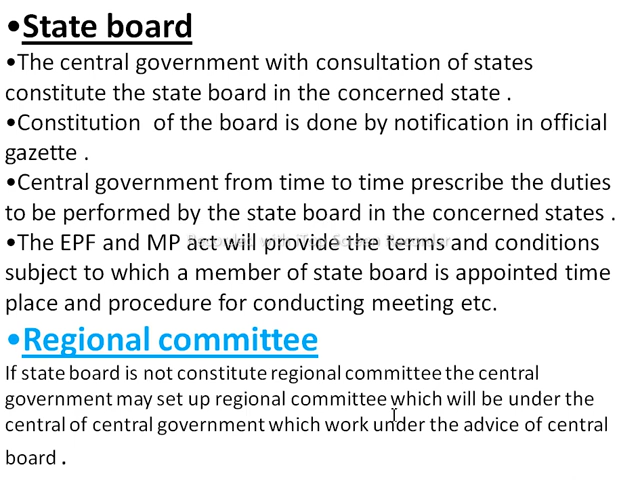 •State board
•The central government with consultation of states
constitute the state board in the concerned state .
•Constitution  of the board is done by notification in official
gazette .
•Central government from time to time prescribe the duties
to be performed by the state board in the concerned states .
•The EPF and MP act will provide the terms and conditions
Recorded with iTop Screen Recorder
subject to which a member of state board is appointed time
place and procedure for conducting meeting etc.
•Regional committee
If state board is not constitute regional committee the central
government may set up regional committee which will be under the
central of central government which work under the advice of central
board .